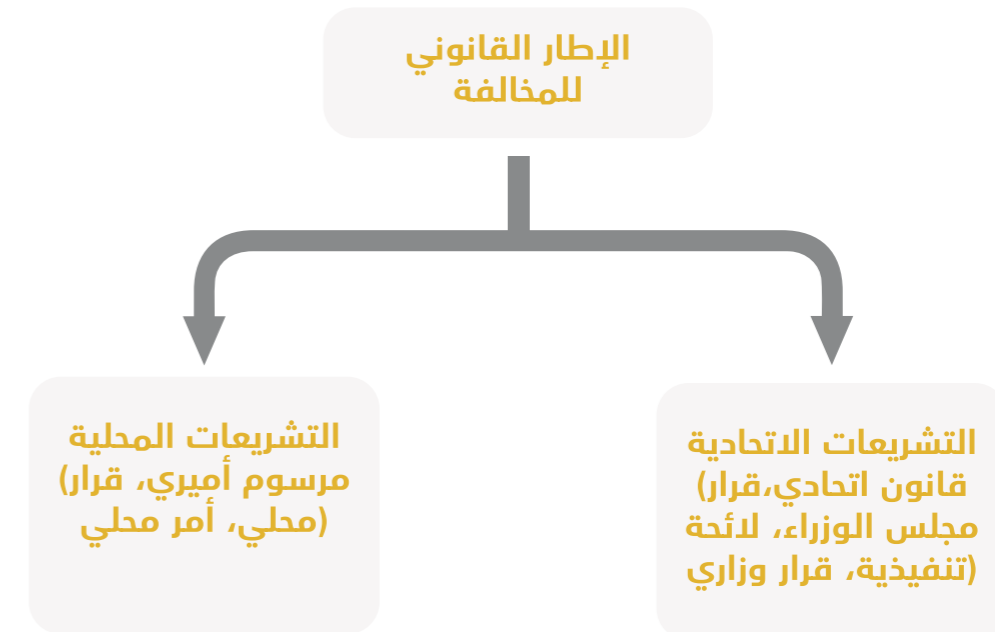 الإطار القانوني
للمخالفة
التشريعات الاتحادية
قانون اتحادي،قرار)
مجلس الوزراء، لائحة
(تنفيذية، قرار وزاري
التشريعات المحلية
مرسوم أميري، قرار)
(محلي، أمر محلي